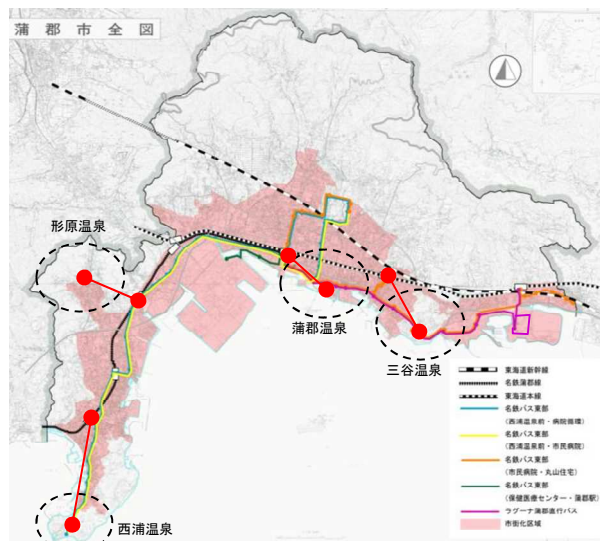 蒲郡市全図
形原温泉
蒲郡温泉
三谷温泉
西浦温泉
東海道新幹線
名鉄蒲郡線
東海道本線
名鉄バス東部
(西浦温泉前・病院循環)
名鉄バス東部
(西浦温泉前・市民病院)
名鉄バス東部
(市民病院・丸山住宅)
名鉄バス東部
(保健医療センター・蒲郡駅)
ラグーナ蒲郡直行バス
市街化区域